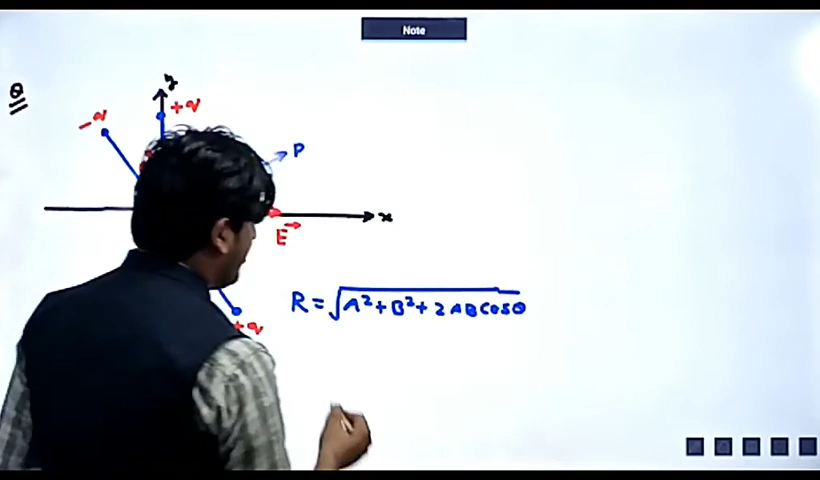 Note
Q
y
+q
-q
P
x
E
+q
R = √A²+B²+2ABcosθ